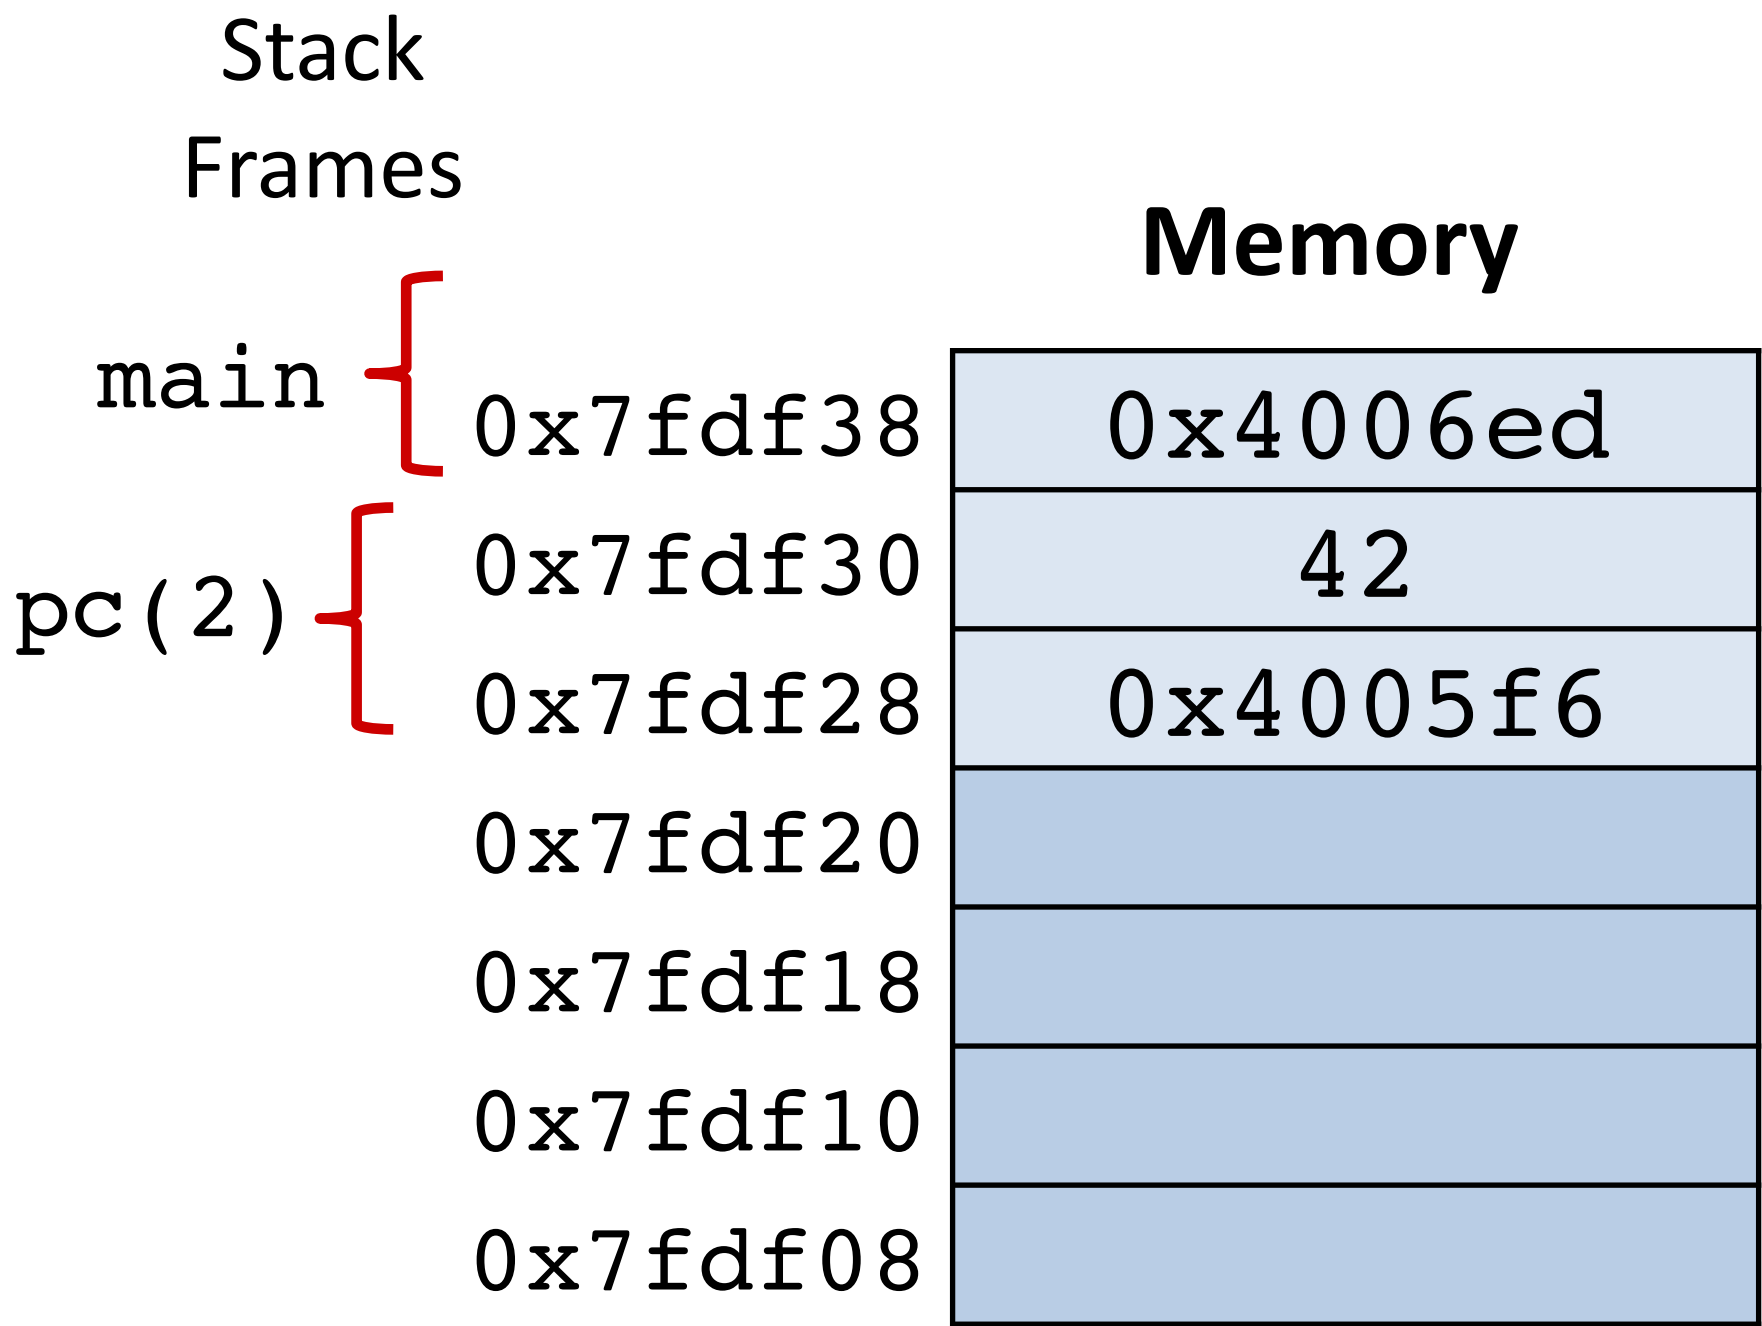 Stack
Frames
Memory
main
0x7fdf38 0x4006ed
0x7fdf30 42
pc(2)
0x7fdf28 0x4005f6
0x7fdf20
0x7fdf18
0x7fdf10
0x7fdf08